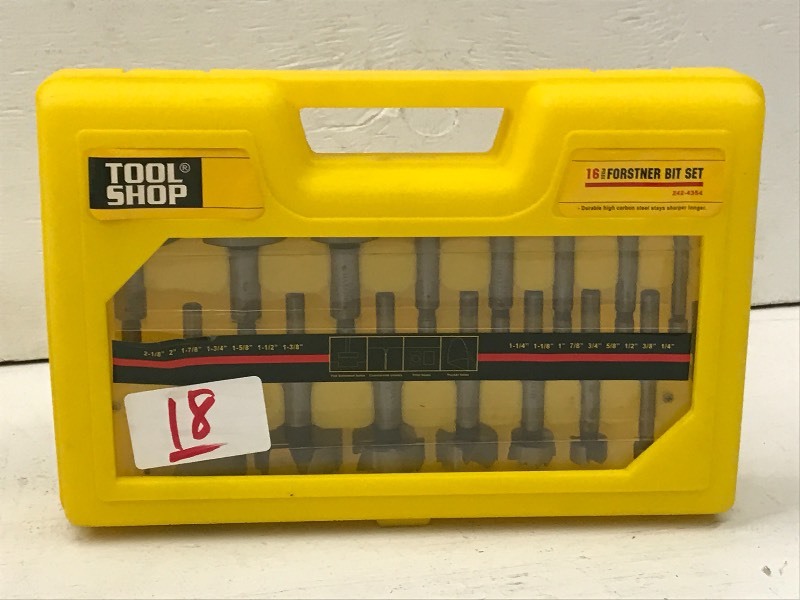 TOOL®
SHOP
16 FORSTNER BIT SET
242-4354
- Durable high carbon steel stays sharper longer.
2-1/8" 2" 1-7/8" 1-3/4" 1-5/8" 1-1/2" 1-3/8"
1-1/4" 1-1/8" 1" 7/8" 3/4" 5/8" 1/2" 3/8" 1/4"
18